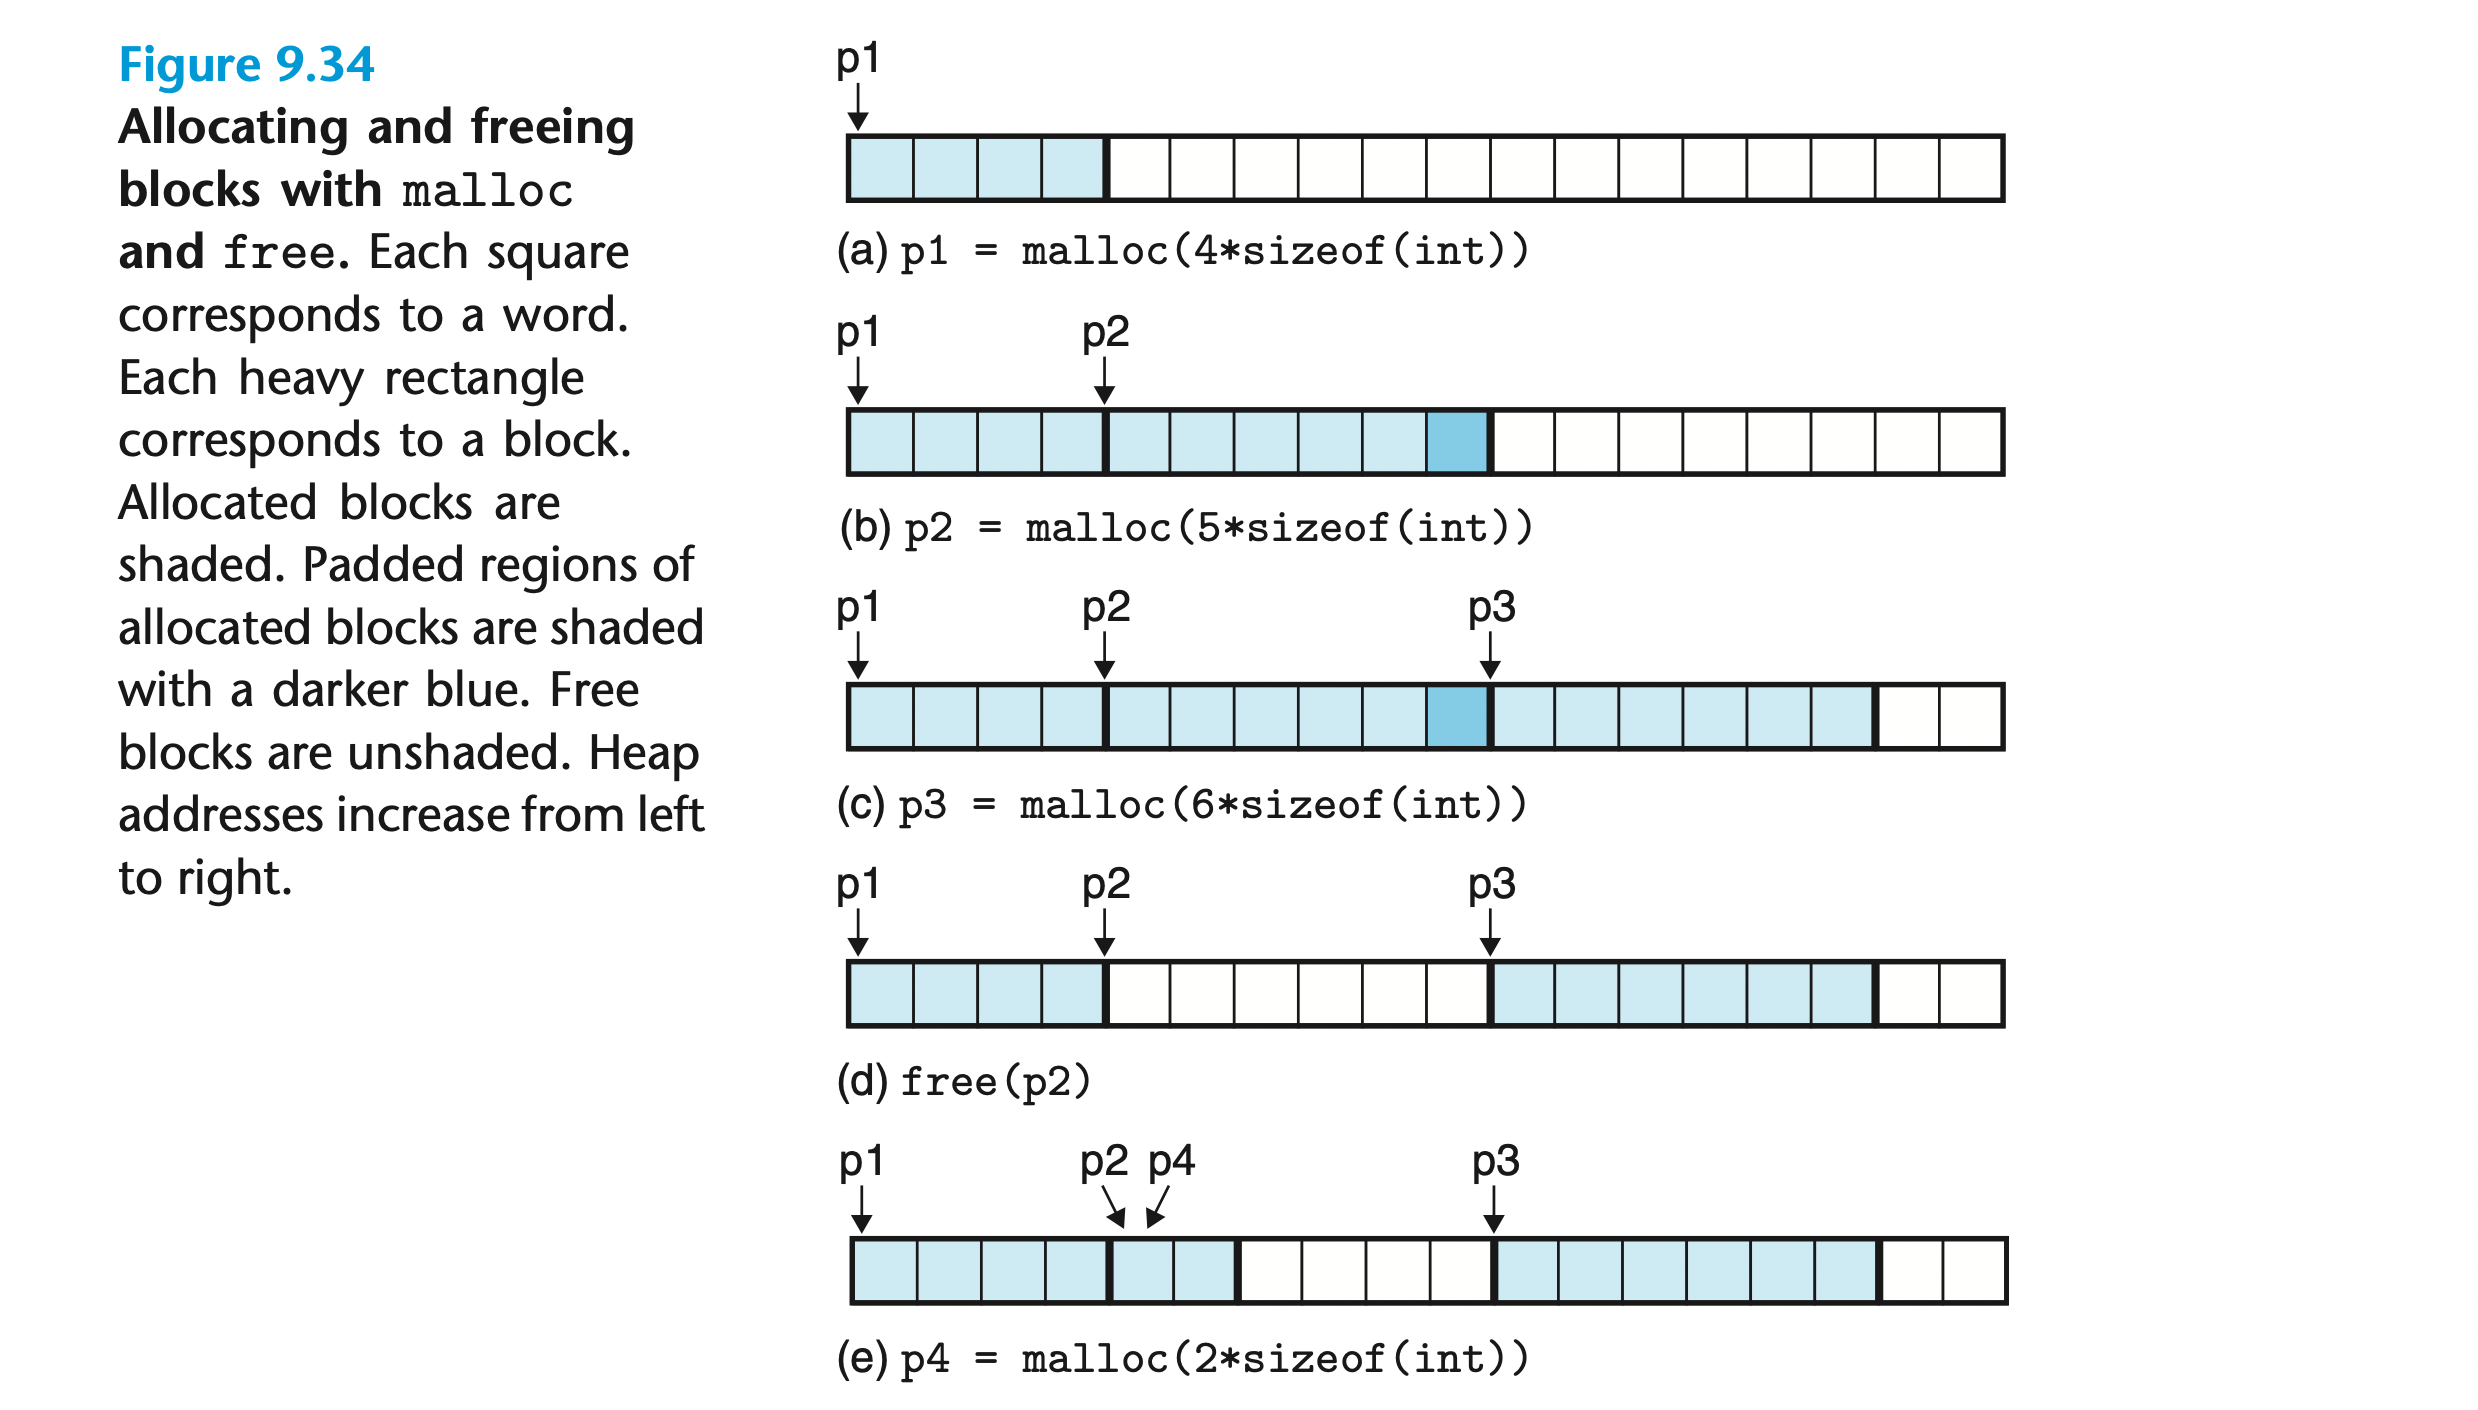 Figure 9.34
Allocating and freeing
blocks with malloc
and free. Each square
corresponds to a word.
Each heavy rectangle
corresponds to a block.
Allocated blocks are
shaded. Padded regions of
allocated blocks are shaded
with a darker blue. Free
blocks are unshaded. Heap
addresses increase from left
to right.
p1
(a) p1 = malloc(4*sizeof(int))
p1 p2
(b) p2 = malloc(5*sizeof(int))
p1 p2 p3
(c) p3 = malloc(6*sizeof(int))
p1 p2 p3
(d) free(p2)
p1 p2 p4 p3
(e) p4 = malloc(2*sizeof(int))